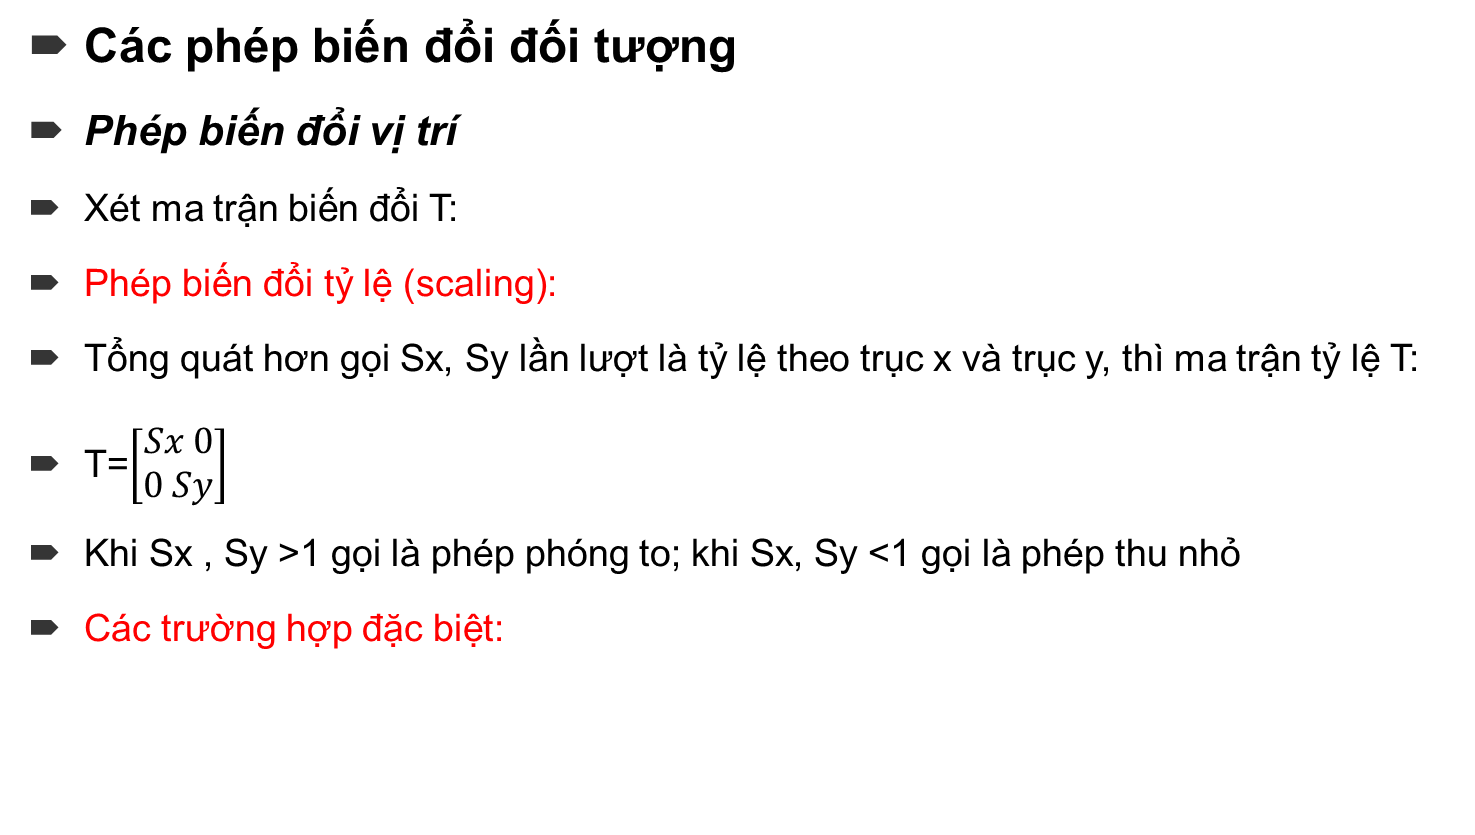 Các phép biến đổi đối tượng
Phép biến đổi vị trí
Xét ma trận biến đổi T:
Phép biến đổi tỷ lệ (scaling):
Tổng quát hơn gọi Sx, Sy lần lượt là tỷ lệ theo trục x và trục y, thì ma trận tỷ lệ T:
T=[Sx 0
0 Sy]
Khi Sx , Sy >1 gọi là phép phóng to; khi Sx, Sy <1 gọi là phép thu nhỏ
Các trường hợp đặc biệt: